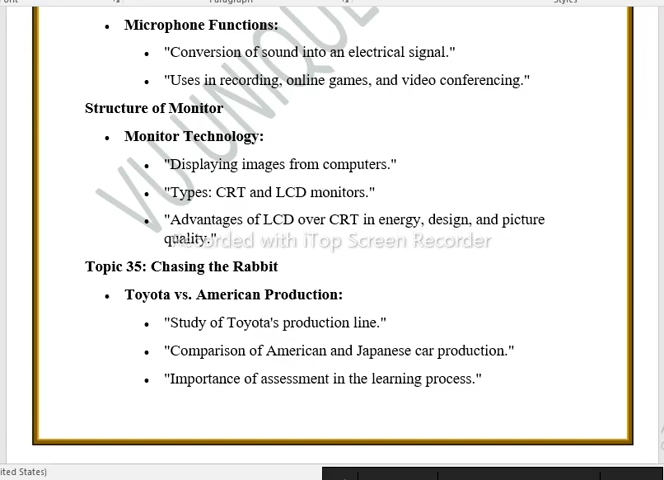 Paragraph
Styles
Microphone Functions:
"Conversion of sound into an electrical signal."
"Uses in recording, online games, and video conferencing."
Structure of Monitor
Monitor Technology:
"Displaying images from computers."
"Types: CRT and LCD monitors."
"Advantages of LCD over CRT in energy, design, and picture
quality."
Recorded with iTop Screen Recorder
Topic 35: Chasing the Rabbit
Toyota vs. American Production:
"Study of Toyota's production line."
"Comparison of American and Japanese car production."
"Importance of assessment in the learning process."
VU UNIQUE
ited States)